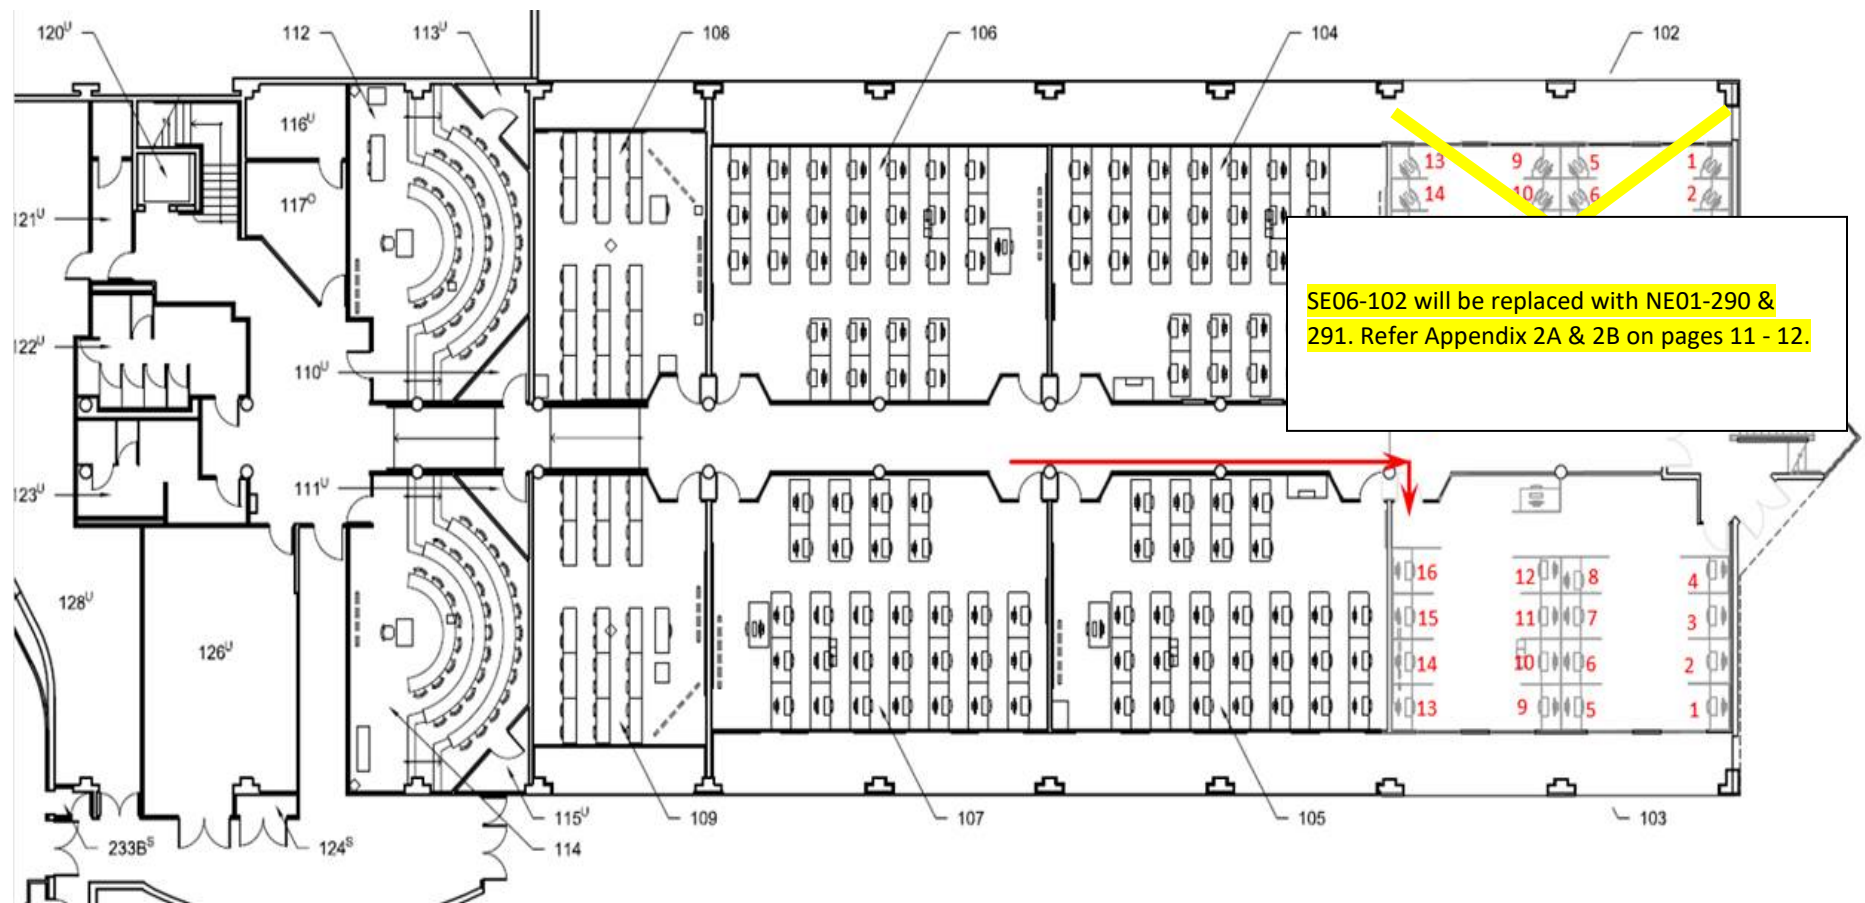 120ᵁ 112 113ᵁ 108 106 104 102
116ᵁ
13 9 5 1
14 10 6 2
117ᴼ
121ᵁ
SE06-102 will be replaced with NE01-290 &
291. Refer Appendix 2A & 2B on pages 11 - 12.
122ᵁ
110ᵁ
123ᵁ 111ᵁ
16 12 8 4
128ᵁ
15 11 7 3
126ᵁ
14 10 6 2
13 9 5 1
233Bˢ 124ˢ 115ᵁ 109 107 105 103
114